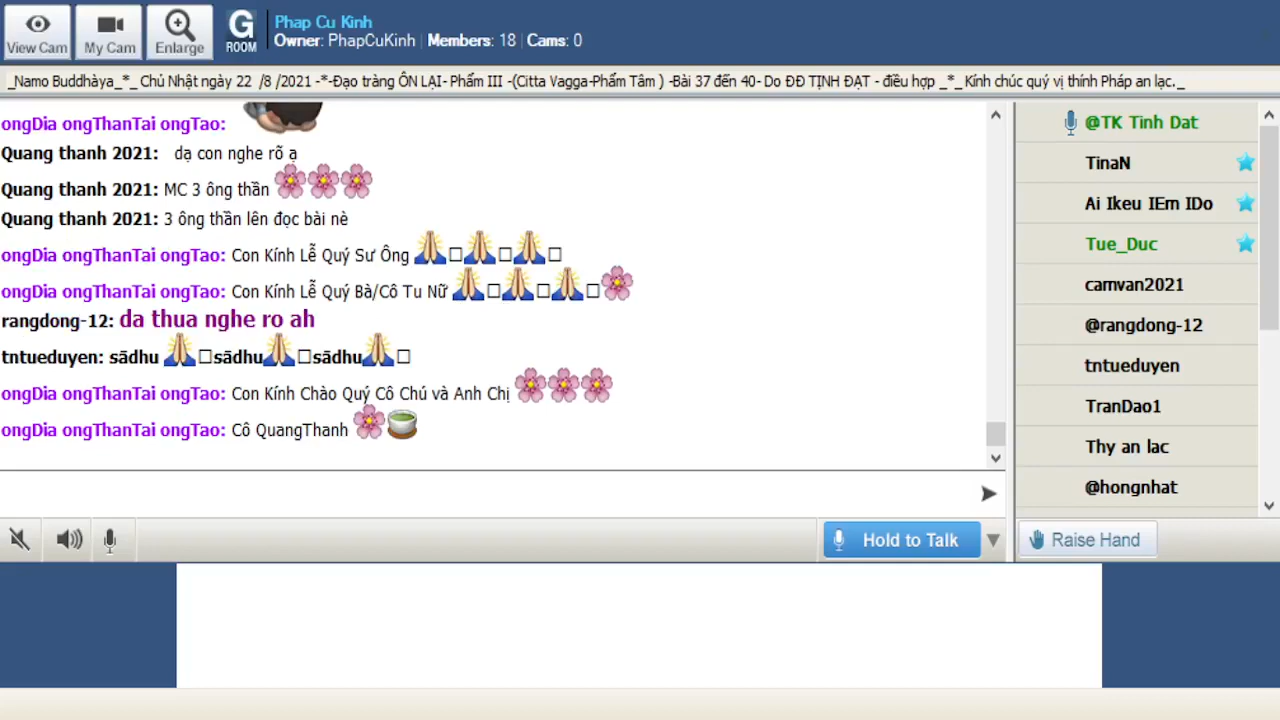 View Cam
My Cam
Enlarge
G
ROOM
Phap Cu Kinh
Owner: PhapCuKinh | Members: 18 | Cams: 0
_Namo Buddhàya_*_ Chủ Nhật ngày 22 /8 /2021 -*-Đạo tràng ÔN LẠI- Phẩm III -(Citta Vagga-Phẩm Tâm ) -Bài 37 đến 40- Do ĐĐ TỊNH ĐẠT - điều hợp _*_ Kính chúc quý vị thính Pháp an lạc._
ongDia ongThanTai ongTao:
Quang thanh 2021: dạ con nghe rõ ạ
Quang thanh 2021: MC 3 ông thần 🌸🌸🌸
Quang thanh 2021: 3 ông thần lên đọc bài nè
ongDia ongThanTai ongTao: Con Kính Lễ Quý Sư Ông 🙏□🙏□🙏□
ongDia ongThanTai ongTao: Con Kính Lễ Quý Bà/Cô Tu Nữ 🙏□🙏□🙏□🌸
rangdong-12: da thua nghe ro ah
tntueduyen: sādhu 🙏□sādhu🙏□sādhu🙏□
ongDia ongThanTai ongTao: Con Kính Chào Quý Cô Chú và Anh Chị 🌸🌸🌸
ongDia ongThanTai ongTao: Cô QuangThanh 🌸🍵
Hold to Talk
@TK Tinh Dat
TinaN
Ai Ikeu IEm IDo
Tue_Duc
camvan2021
@rangdong-12
tntueduyen
TranDao1
Thy an lac
@hongnhat
Raise Hand